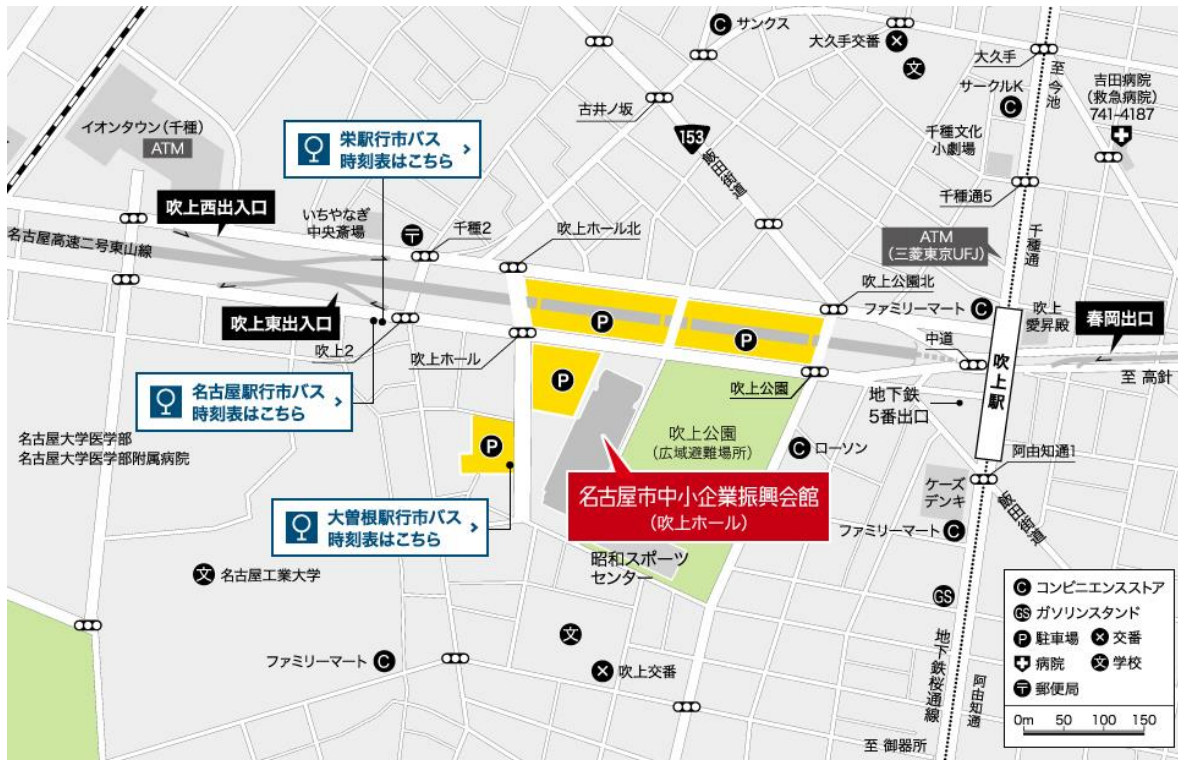 サンクス
大久手交番
大久手
至 今池
吉田病院
(救急病院)
741-4187
サークルK
古井ノ坂
イオンタウン(千種)
ATM
栄駅行市バス
時刻表はこちら
153
飯田街道
千種文化
小劇場
千種通5
吹上西出入口
いちやなぎ
中央斎場
千種2
吹上ホール北
ATM
(三菱東京UFJ)
千種通
名古屋高速二号東山線
吹上公園北
ファミリーマート
吹上
愛昇殿
春岡出口
吹上東出入口
P
P
中道
吹上2
吹上ホール
吹上駅
至 高針
P
吹上公園
地下鉄
5番出口
名古屋駅行市バス
時刻表はこちら
名古屋大学医学部
名古屋大学医学部附属病院
P
吹上公園
(広域避難場所)
ローソン
阿由知通1
名古屋市中小企業振興会館
(吹上ホール)
ケーズ
デンキ
飯田街道
大曽根駅行市バス
時刻表はこちら
ファミリーマート
昭和スポーツ
センター
文
名古屋工業大学
GS
C コンビニエンスストア
GS ガソリンスタンド
P 駐車場
交番
病院
文 学校
〒 郵便局
0m 50 100 150
ファミリーマート
文
吹上交番
地下鉄桜通線
阿由知通
至 御器所